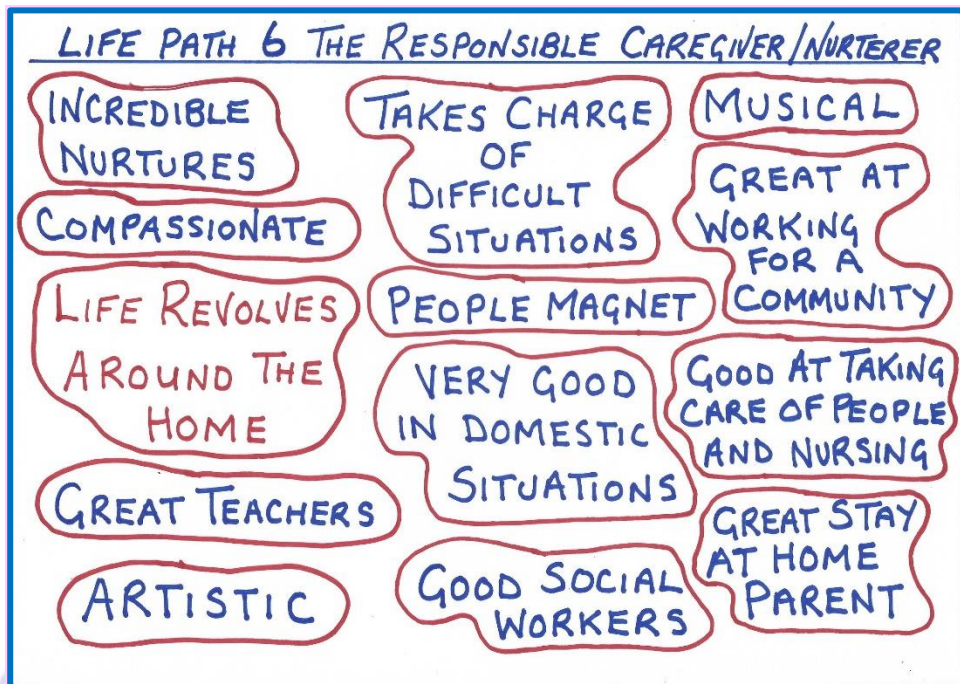 LIFE PATH 6 THE RESPONSIBLE CAREGIVER/NURTERER
INCREDIBLE
NURTURES
COMPASSIONATE
LIFE REVOLVES
AROUND THE
HOME
GREAT TEACHERS
ARTISTIC
TAKES CHARGE
OF
DIFFICULT
SITUATIONS
PEOPLE MAGNET
VERY GOOD
IN DOMESTIC
SITUATIONS
GOOD SOCIAL
WORKERS
MUSICAL
GREAT AT
WORKING
FOR A
COMMUNITY
GOOD AT TAKING
CARE OF PEOPLE
AND NURSING
GREAT STAY
AT HOME
PARENT